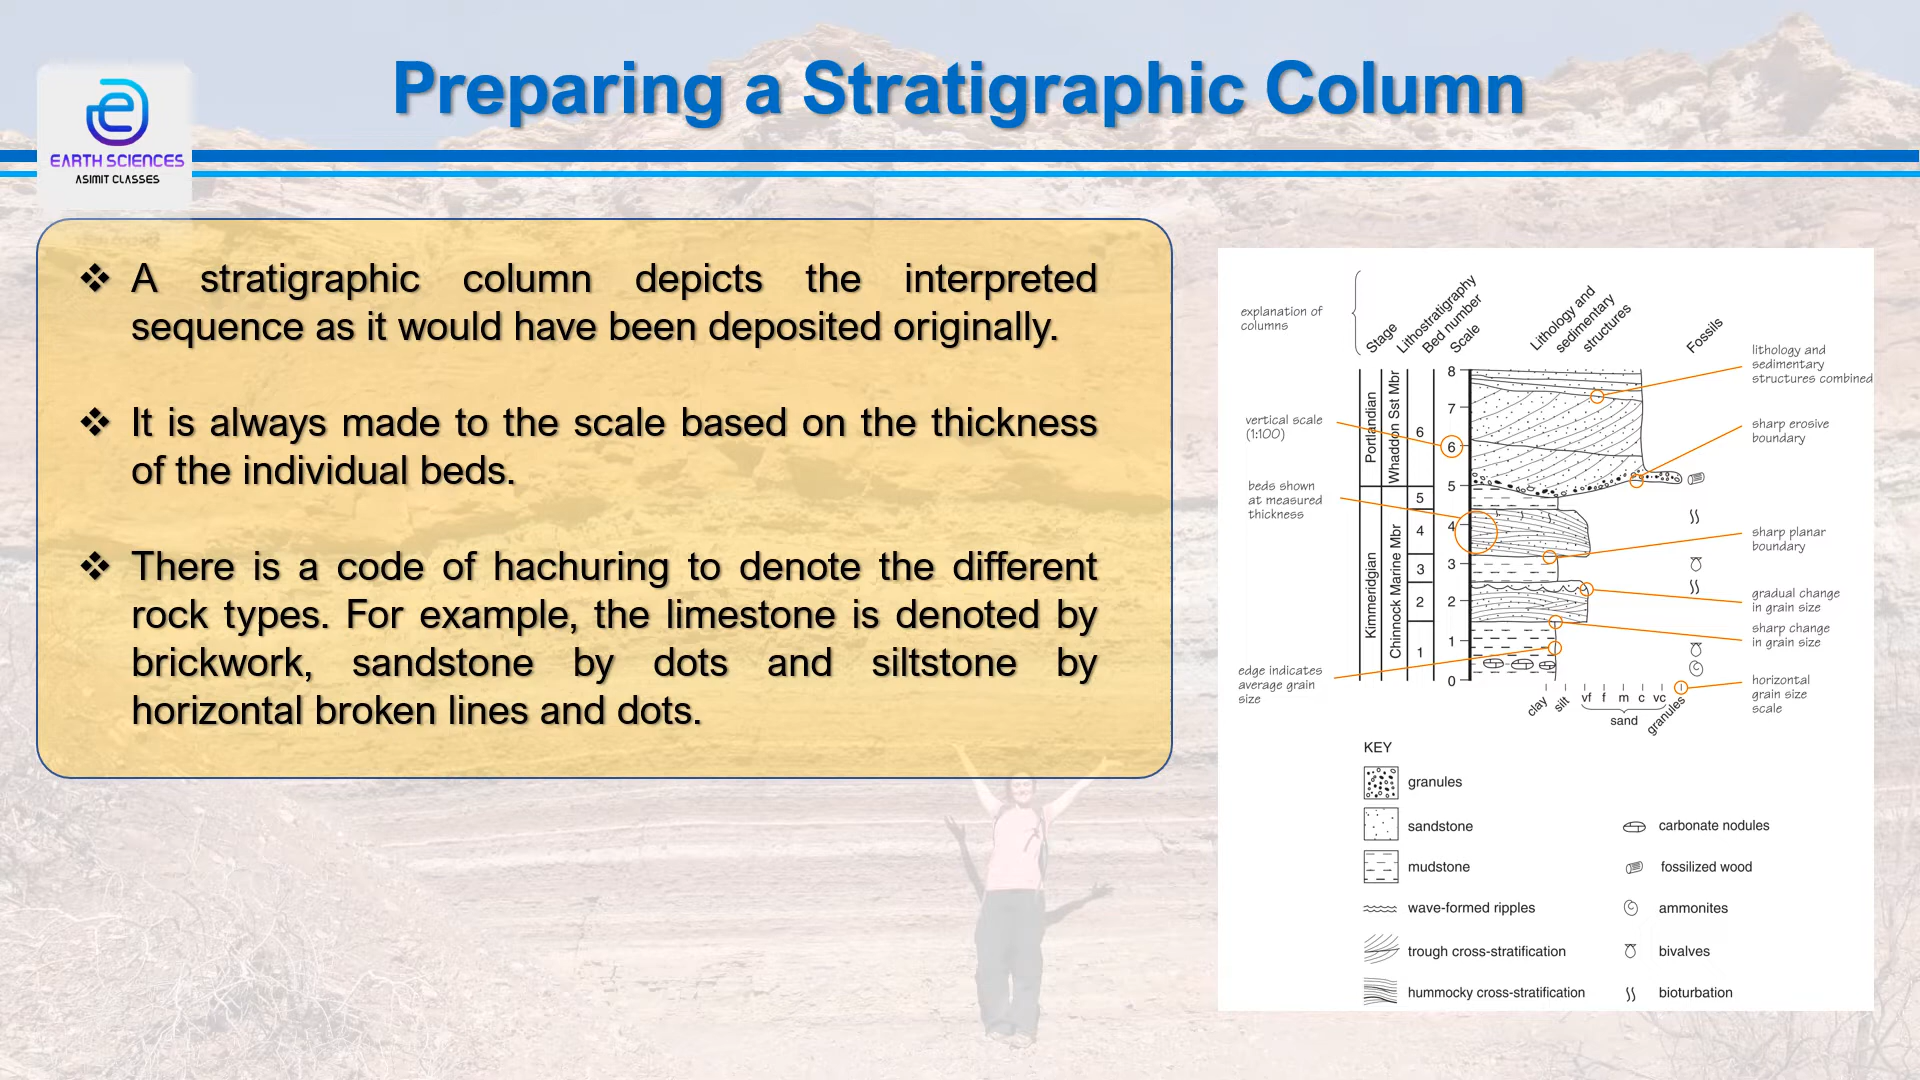 Preparing a Stratigraphic Column
EARTH SCIENCES
ASIMIT CLASSES
❖ A stratigraphic column depicts the interpreted
sequence as it would have been deposited originally.
❖ It is always made to the scale based on the thickness
of the individual beds.
❖ There is a code of hachuring to denote the different
rock types. For example, the limestone is denoted by
brickwork, sandstone by dots and siltstone by
horizontal broken lines and dots.
explanation of
columns
Stage
Lithostratigraphy
Bed number
Scale
Lithology and
sedimentary
structures
Fossils
lithology and
sedimentary
structures combined
sharp erosive
boundary
sharp planar
boundary
gradual change
in grain size
sharp change
in grain size
horizontal
grain size
scale
vertical scale
(1:100)
beds shown
at measured
thickness
edge indicates
average grain
size
Portlandian
Kimmeridgian
Whaddon Sst Mbr
Chinnock Marine Mbr
6
5
4
3
2
1
8
7
6
5
4
3
2
1
0
clay
silt
vf f m c vc
sand
granules
KEY
granules
sandstone
mudstone
wave-formed ripples
trough cross-stratification
hummocky cross-stratification
carbonate nodules
fossilized wood
ammonites
bivalves
bioturbation